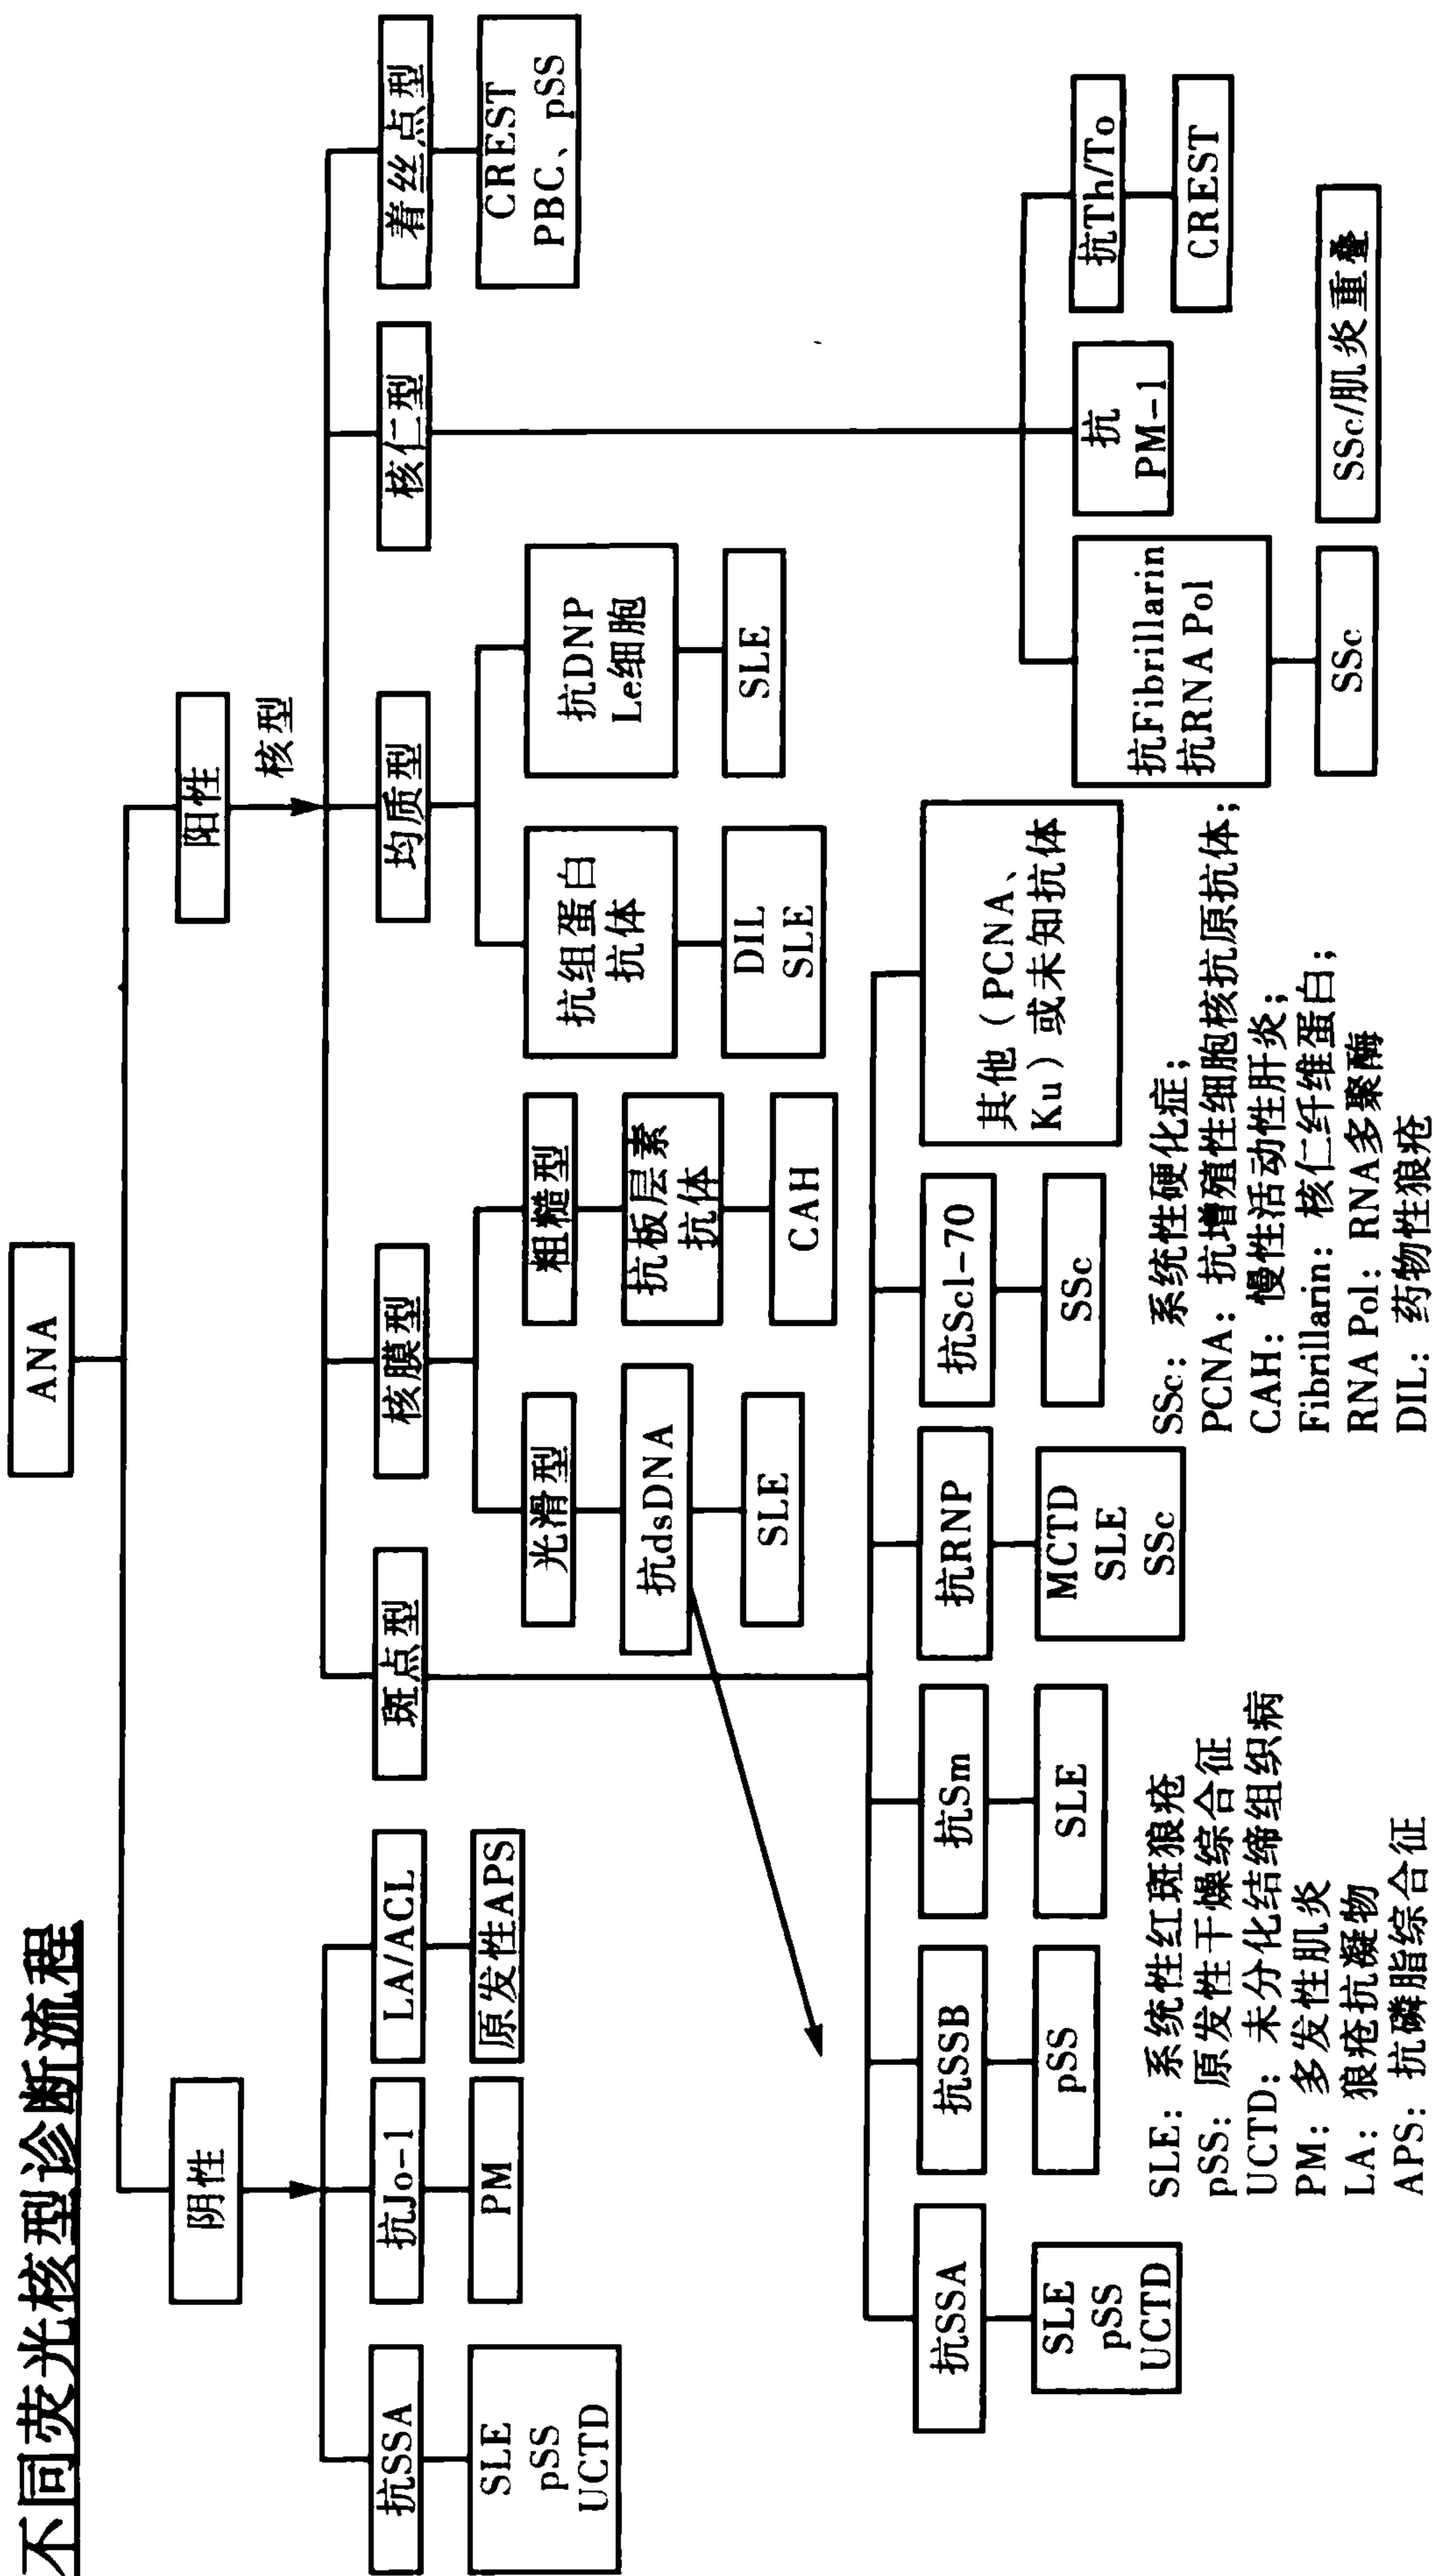 不同荧光核型诊断流程
ANA
阴性
阳性
核型
抗SSA
SLE
pSS
UCTD
抗Jo-1
PM
LA/ACL
原发性APS
斑点型
核膜型
均质型
核仁型
着丝点型
光滑型
抗dsDNA
SLE
粗糙型
抗板层素
抗体
CAH
抗组蛋白
抗体
DIL
SLE
抗DNP
Le细胞
SLE
CREST
PBC、pSS
抗SSA
SLE
pSS
UCTD
抗SSB
pSS
抗Sm
SLE
抗RNP
MCTD
SLE
SSc
抗Scl-70
SSc
其他（PCNA、
Ku）或未知抗体
抗Fibrillarin
抗RNA Pol
SSc
抗
PM-1
SSc/肌炎重叠
抗Th/To
CREST
SLE：系统性红斑狼疮
pSS：原发性干燥综合征
UCTD：未分化结缔组织病
PM：多发性肌炎
LA：狼疮抗凝物
APS：抗磷脂综合征
SSc：系统性硬化症；
PCNA：抗增殖性细胞核抗原抗体；
CAH：慢性活动性肝炎；
Fibrillarin：核仁纤维蛋白；
RNA Pol：RNA多聚酶
DIL：药物性狼疮